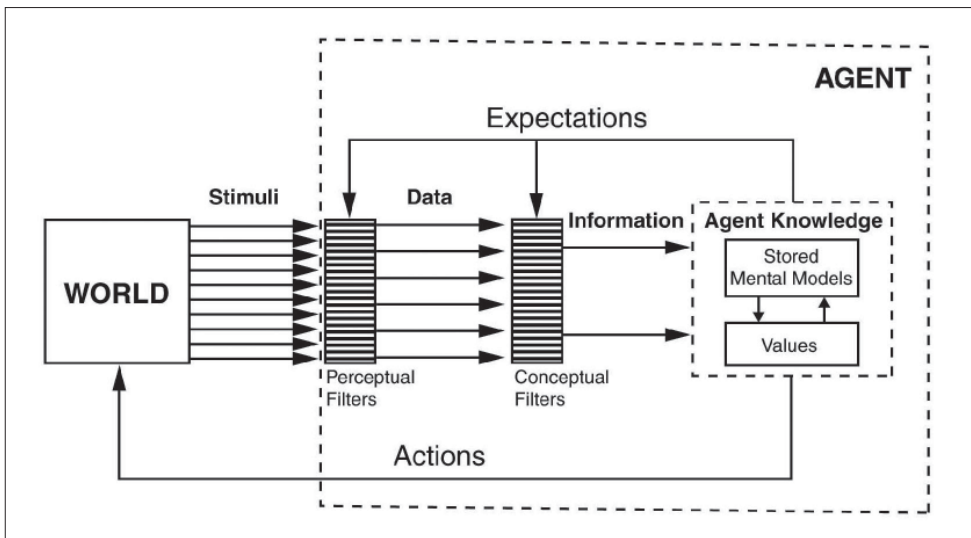 AGENT
Expectations
Stimuli
Data
Information
Agent Knowledge
WORLD
Stored
Mental Models
Values
Perceptual
Filters
Conceptual
Filters
Actions